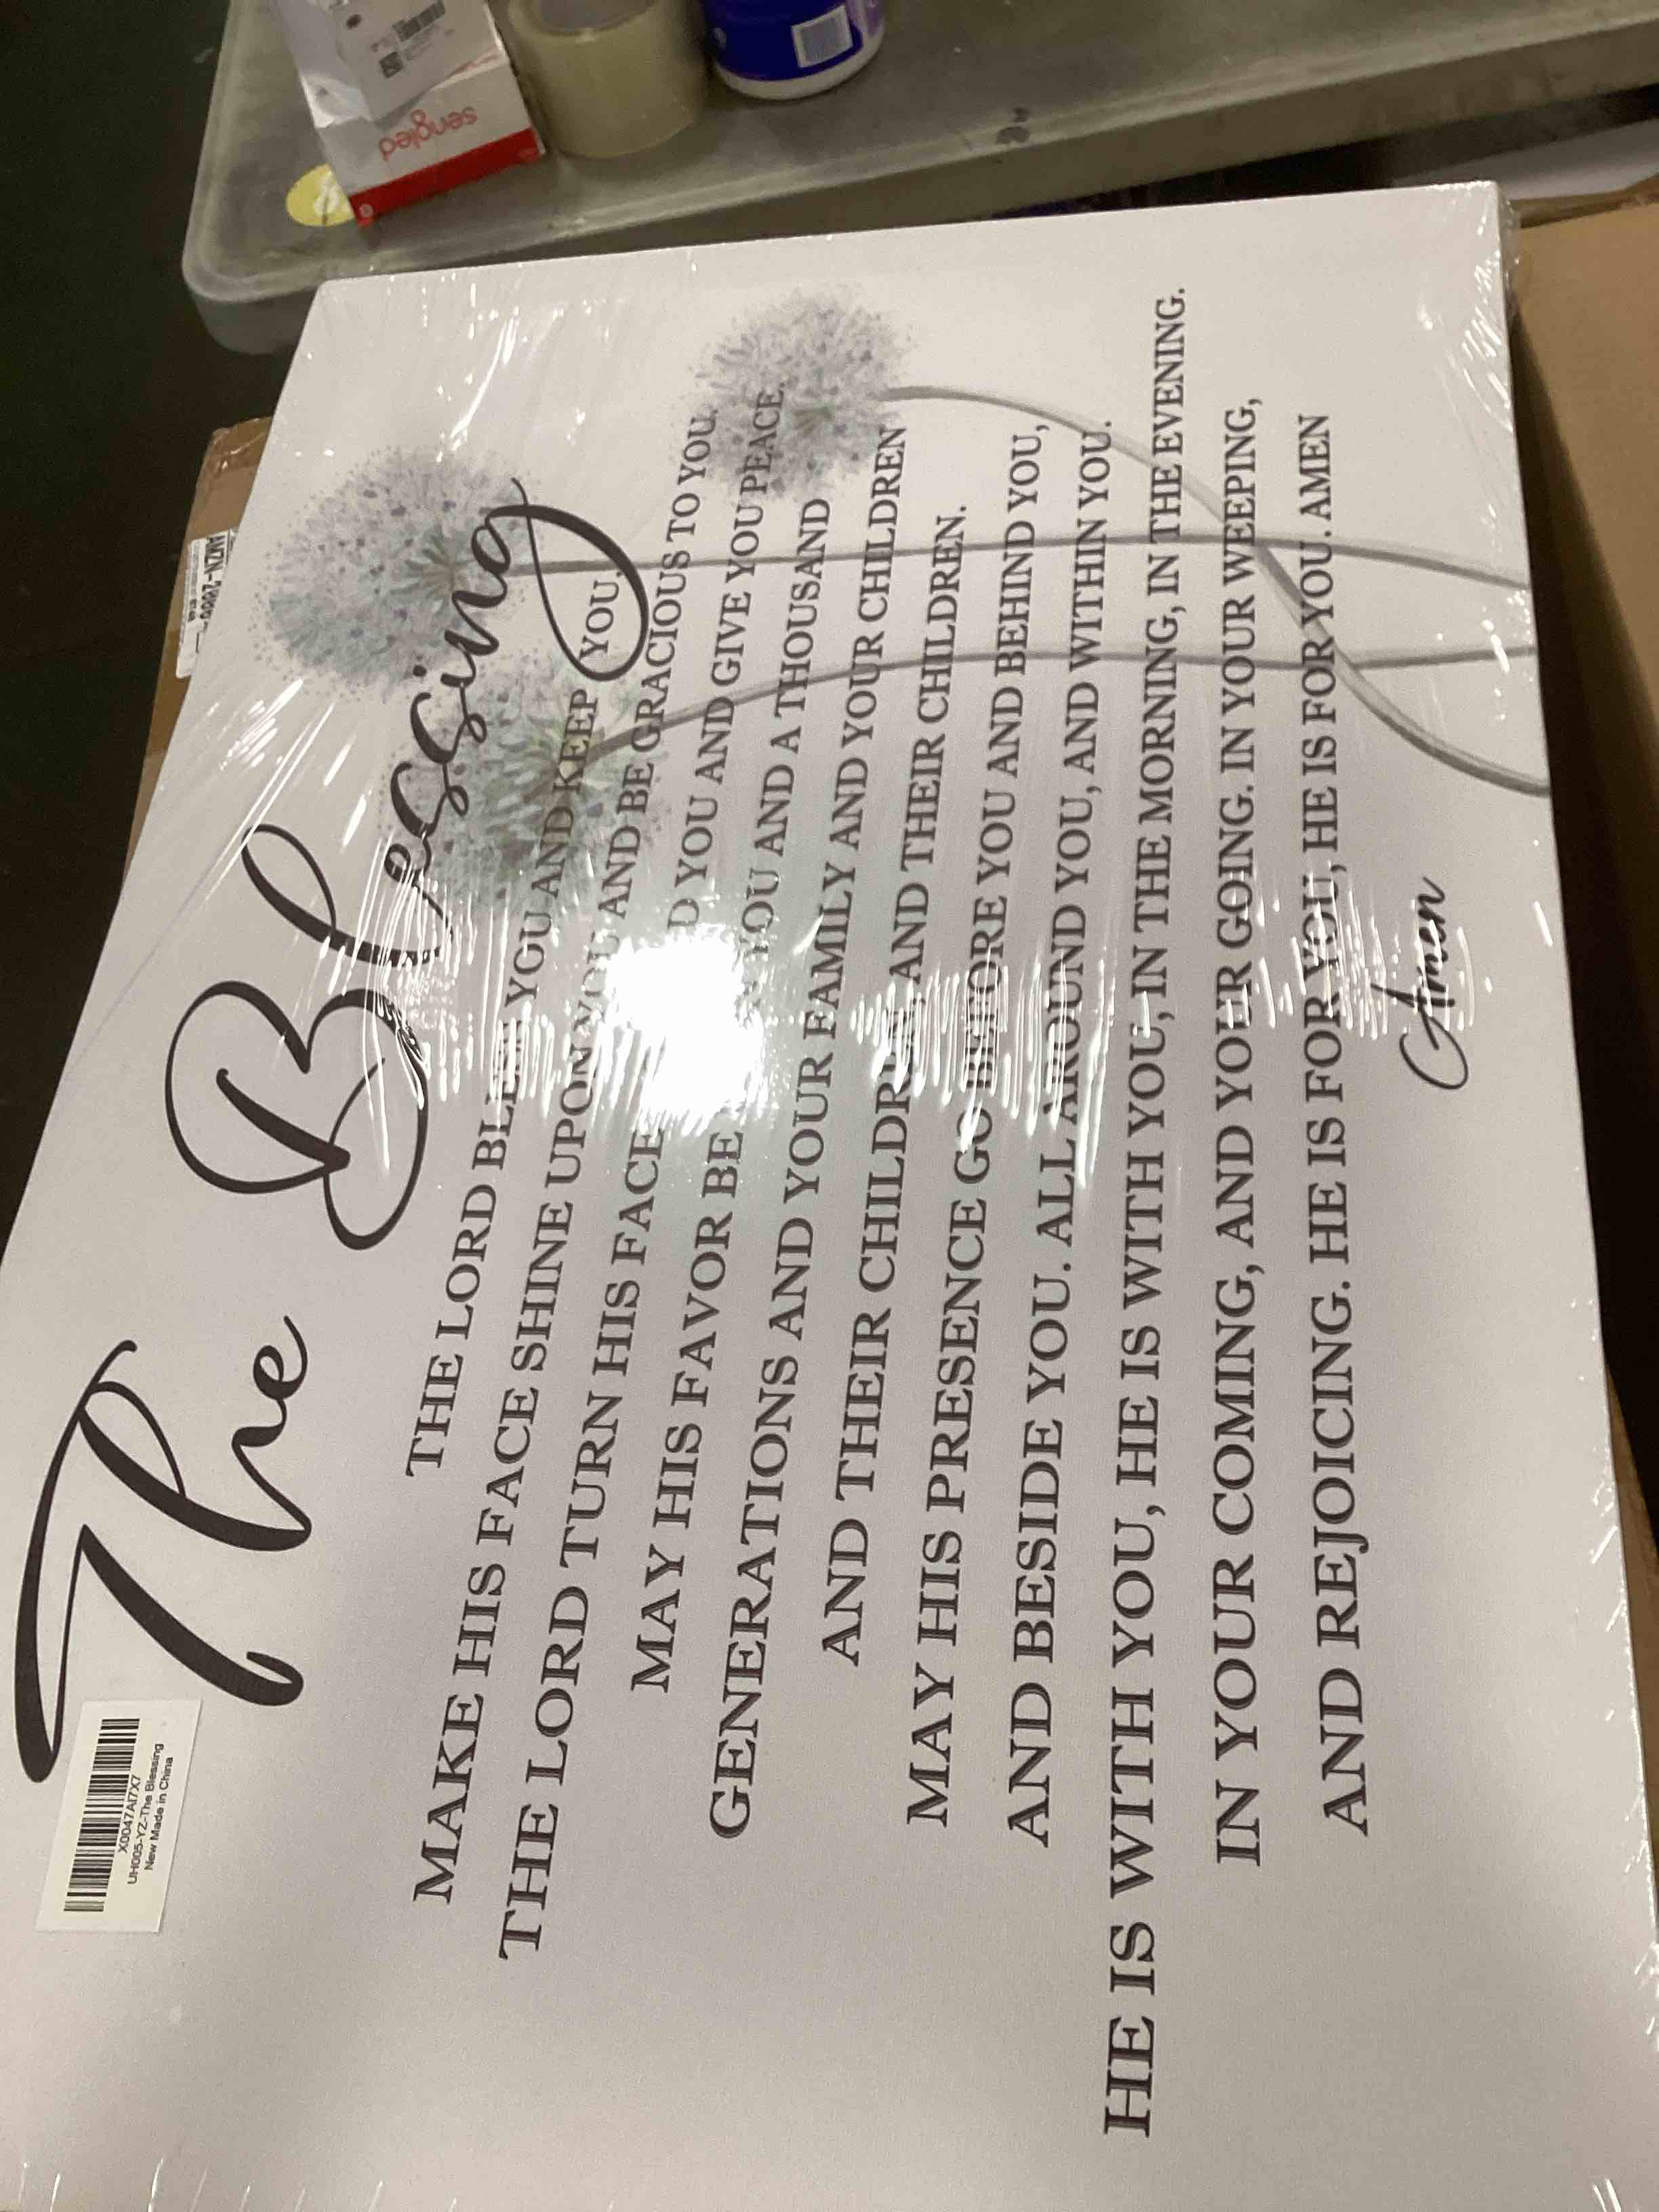 The Blessing
THE LORD BLESS YOU AND KEEP YOU.
MAKE HIS FACE SHINE UPON YOU AND BE GRACIOUS TO YOU.
THE LORD TURN HIS FACE YOU AND GIVE YOU PEACE.
MAY HIS FAVOR BE YOU AND A THOUSAND
GENERATIONS AND YOUR FAMILY AND YOUR CHILDREN
AND THEIR CHILDREN, AND THEIR CHILDREN.
MAY HIS PRESENCE GO BEFORE YOU AND BEHIND YOU,
AND BESIDE YOU. ALL AROUND YOU, AND WITHIN YOU.
HE IS WITH YOU, HE IS WITH YOU, IN THE MORNING, IN THE EVENING.
IN YOUR COMING, AND YOUR GOING. IN YOUR WEEPING,
AND REJOICING. HE IS FOR YOU, HE IS FOR YOU. AMEN
Amen
X0047AI7X7
UH005-YZ-The Blessing
New Made in China
sengled